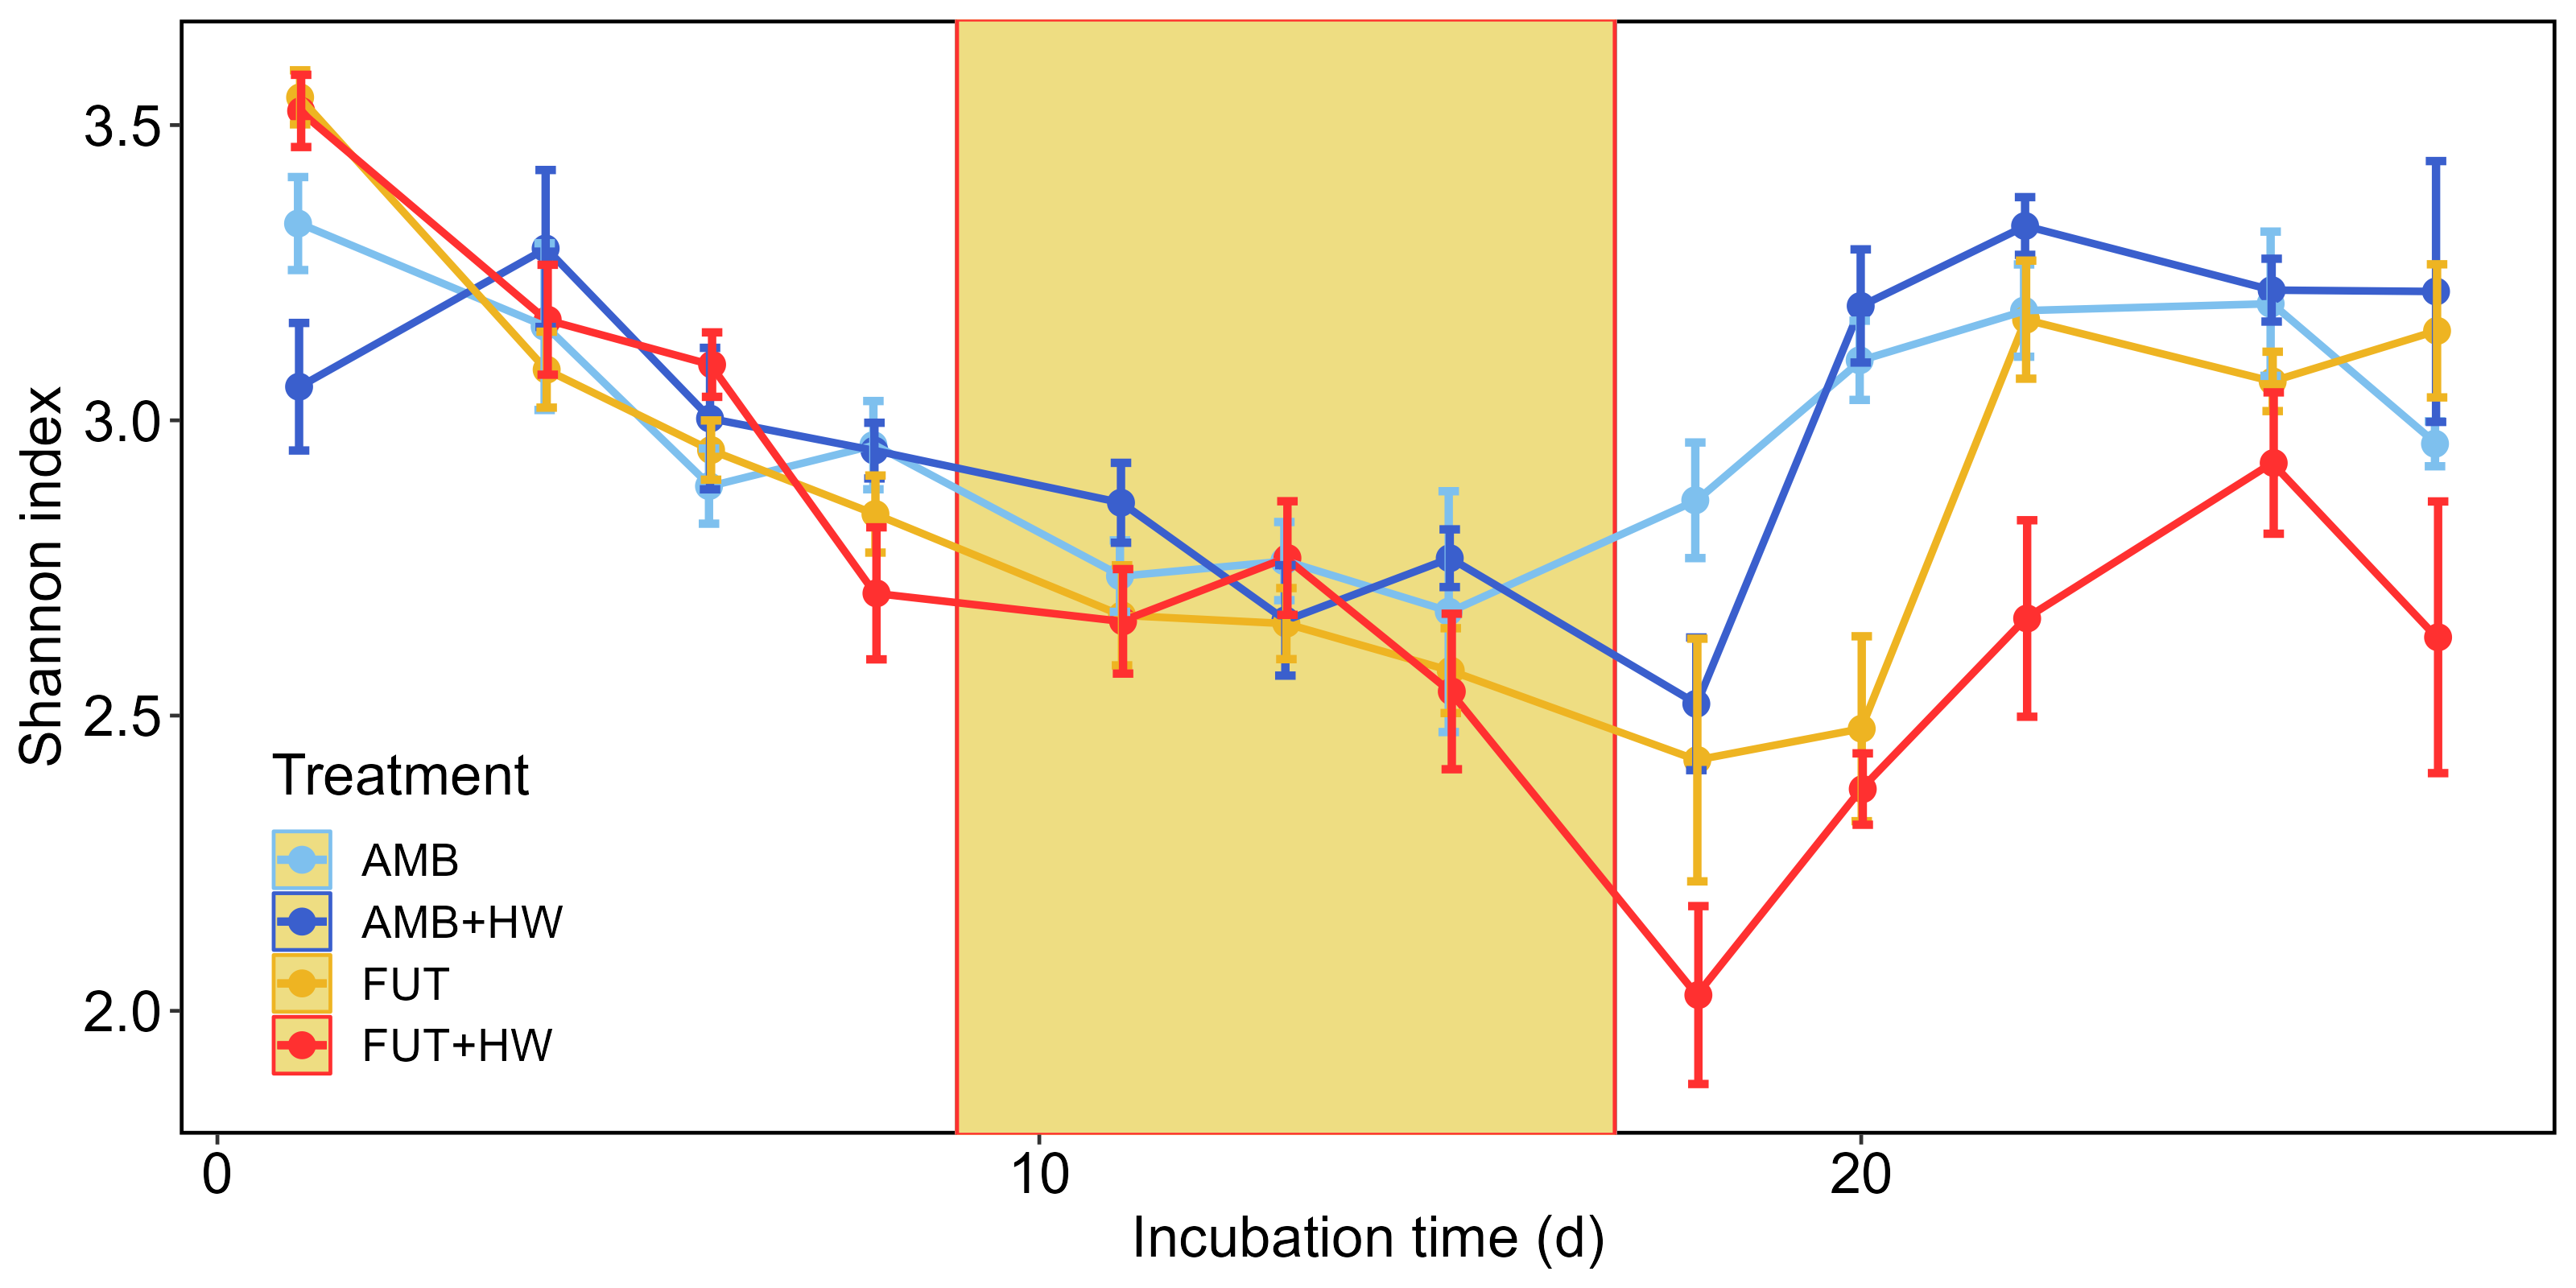 3.5
3.0
2.5
2.0
Shannon index
Treatment
AMB
AMB+HW
FUT
FUT+HW
0 10 20
Incubation time (d)